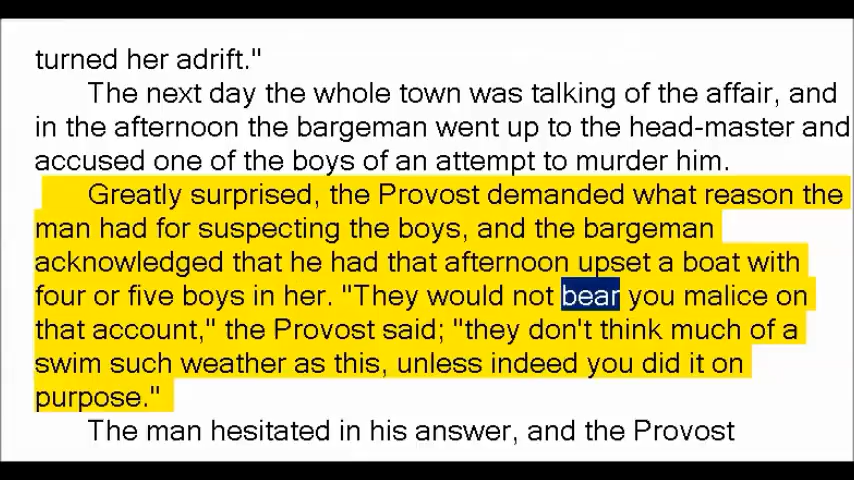 turned her adrift."
The next day the whole town was talking of the affair, and
in the afternoon the bargeman went up to the head-master and
accused one of the boys of an attempt to murder him.
Greatly surprised, the Provost demanded what reason the
man had for suspecting the boys, and the bargeman
acknowledged that he had that afternoon upset a boat with
four or five boys in her. "They would not bear you malice on
that account," the Provost said; "they don't think much of a
swim such weather as this, unless indeed you did it on
purpose."
The man hesitated in his answer, and the Provost